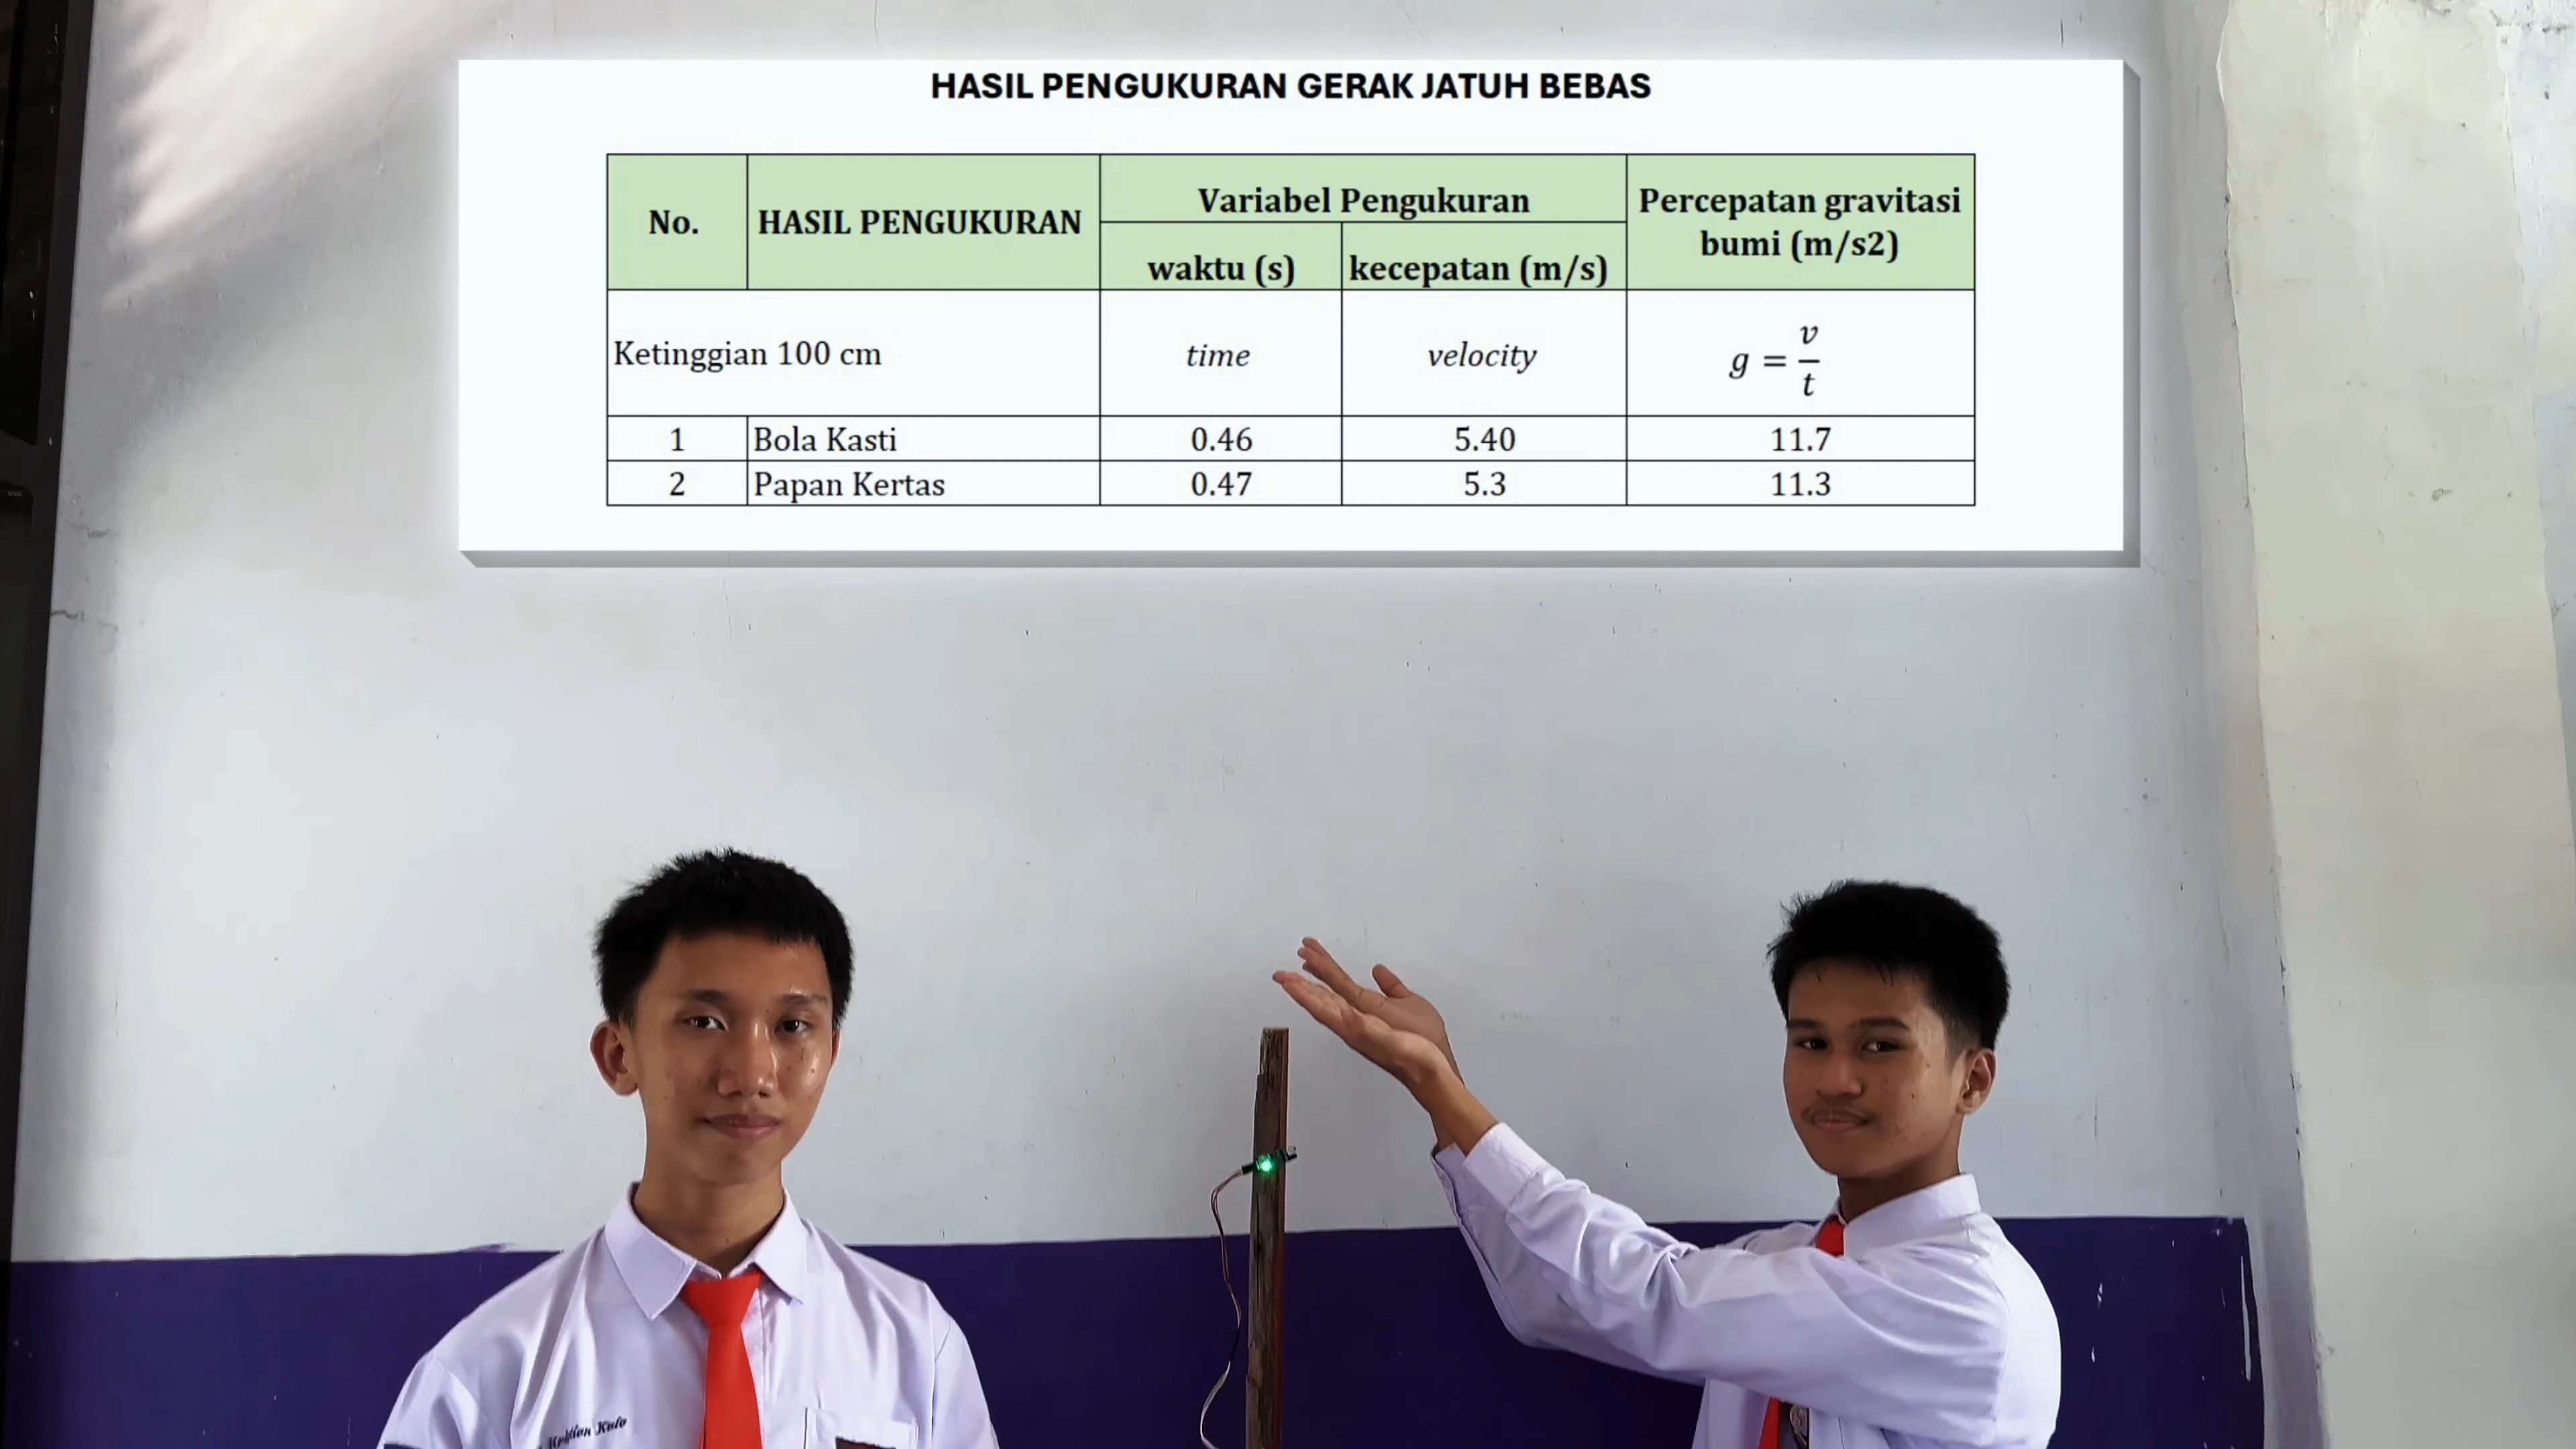 HASIL PENGUKURAN GERAK JATUH BEBAS
No.
HASIL PENGUKURAN
Variabel Pengukuran
waktu (s)
kecepatan (m/s)
Percepatan gravitasi
bumi (m/s2)
Ketinggian 100 cm
time
velocity
g = v/t
1 Bola Kasti 0.46 5.40 11.7
2 Papan Kertas 0.47 5.3 11.3